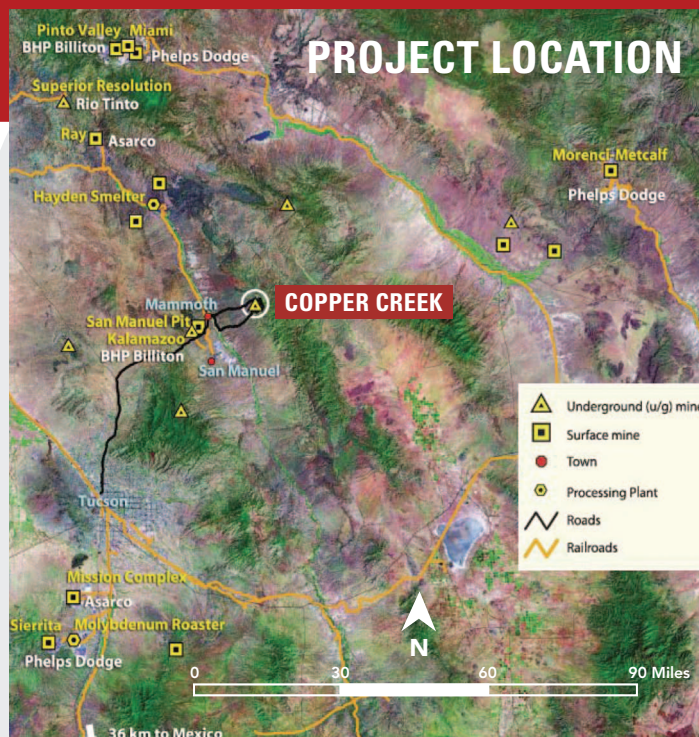 PROJECT LOCATION
Pinto Valley Miami
BHP Billiton
Phelps Dodge
Superior Resolution
Rio Tinto
Ray
Asarco
Morenci-Metcalf
Phelps Dodge
Hayden Smelter
Mammoth
COPPER CREEK
San Manuel Pit
Kalamazoo
BHP Billiton
San Manuel
Underground (u/g) mine
Surface mine
Town
Processing Plant
Roads
Railroads
Tucson
Mission Complex
Asarco
Sierrita
Molybdenum Roaster
Phelps Dodge
N
0 30 60 90 Miles
36 km to Mexico